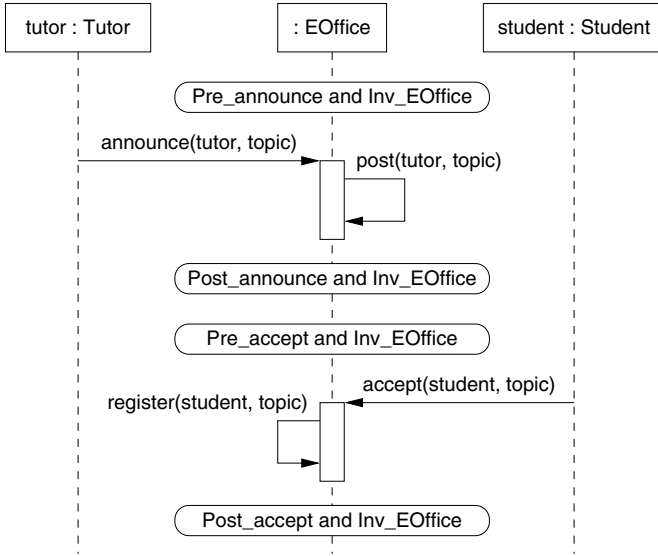 tutor : Tutor
: EOffice
student : Student
Pre_announce and Inv_EOffice
announce(tutor, topic)
post(tutor, topic)
Post_announce and Inv_EOffice
Pre_accept and Inv_EOffice
accept(student, topic)
register(student, topic)
Post_accept and Inv_EOffice